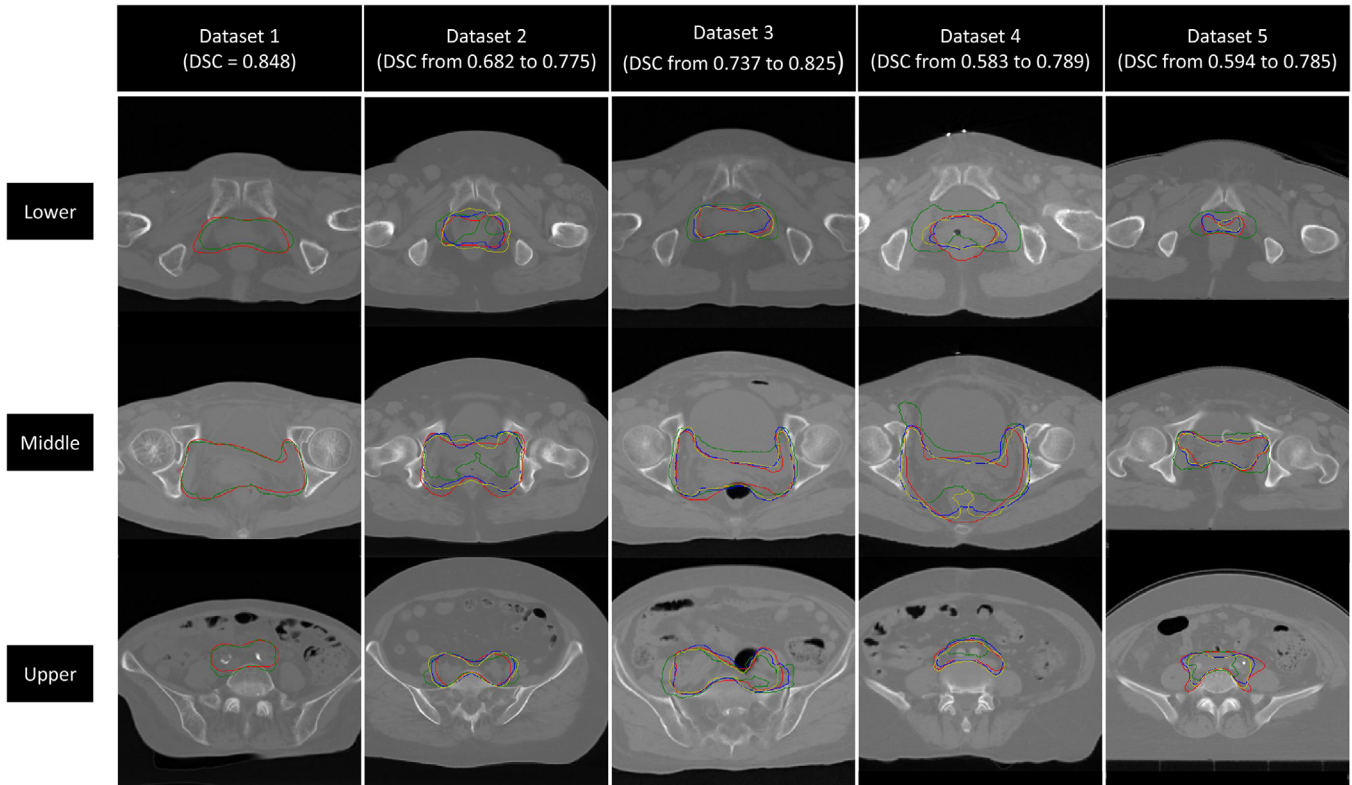 Dataset 1
(DSC = 0.848)
Dataset 2
(DSC from 0.682 to 0.775)
Dataset 3
(DSC from 0.737 to 0.825)
Dataset 4
(DSC from 0.583 to 0.789)
Dataset 5
(DSC from 0.594 to 0.785)
Lower
Middle
Upper